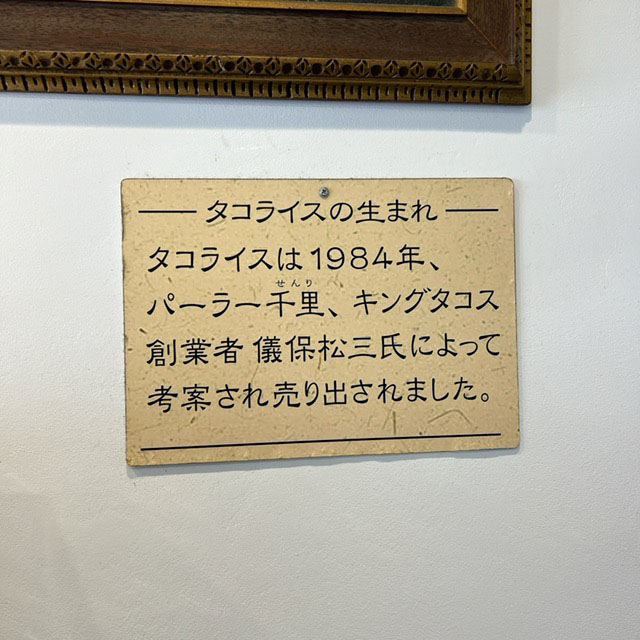 タコライスの生まれ
タコライスは1984年、
せんり
パーラー千里、キングタコス
創業者 儀保松三氏によって
考案され売り出されました。